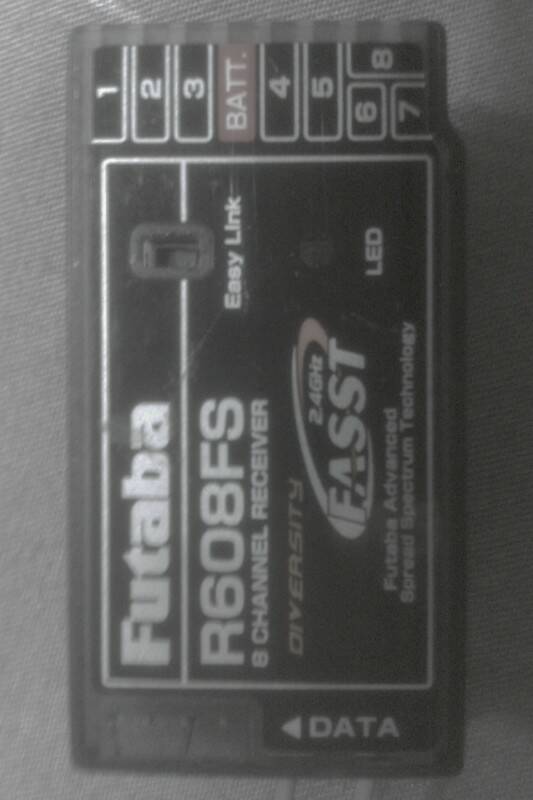 Futaba
R608FS
8 CHANNEL RECEIVER
DIVERSITY
2.4GHz
FASST
Futaba Advanced
Spread Spectrum Technology
Easy Link
LED
1
2
3
BATT.
4
5
6
8
7
DATA